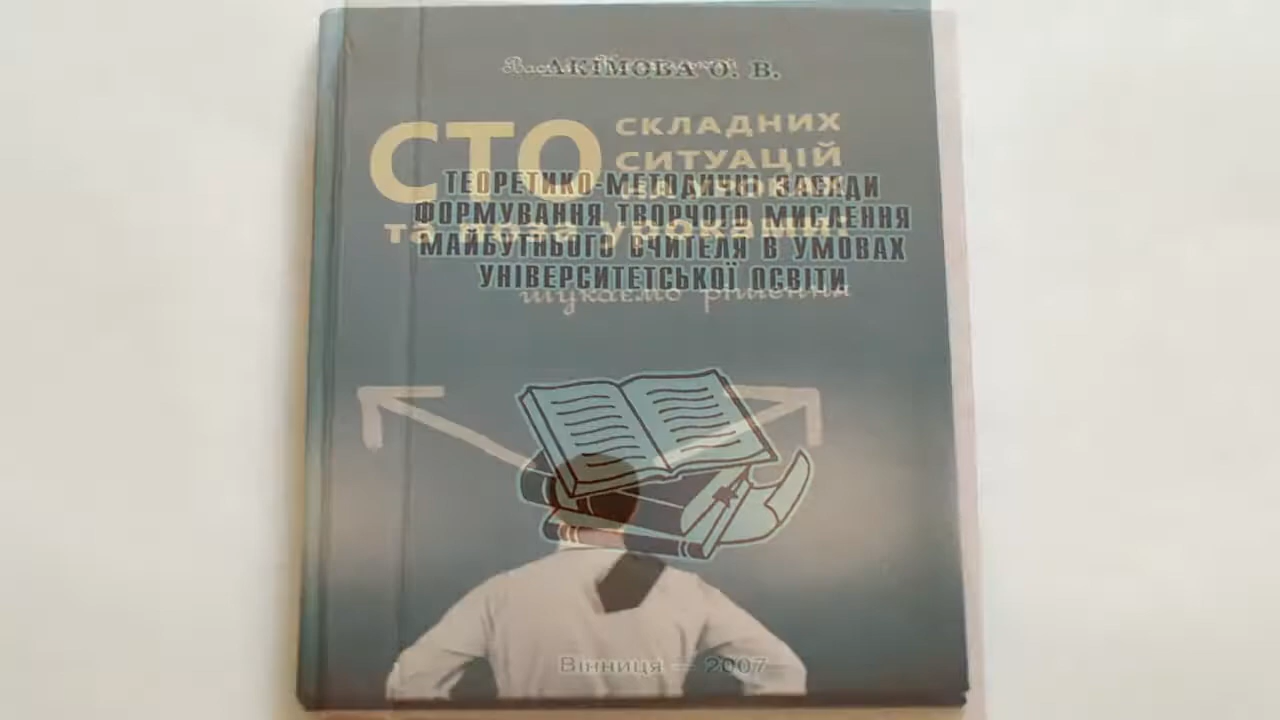 АКІМОВА О. В.
СТО СКЛАДНИХ
СИТУАЦІЙ
та поза уроками:
шукаємо рішення
ТЕОРЕТИКО-МЕТОДИЧНІ ЗАСАДИ
ФОРМУВАННЯ ТВОРЧОГО МИСЛЕННЯ
МАЙБУТНЬОГО ВЧИТЕЛЯ В УМОВАХ
УНІВЕРСИТЕТСЬКОЇ ОСВІТИ
Вінниця — 2007